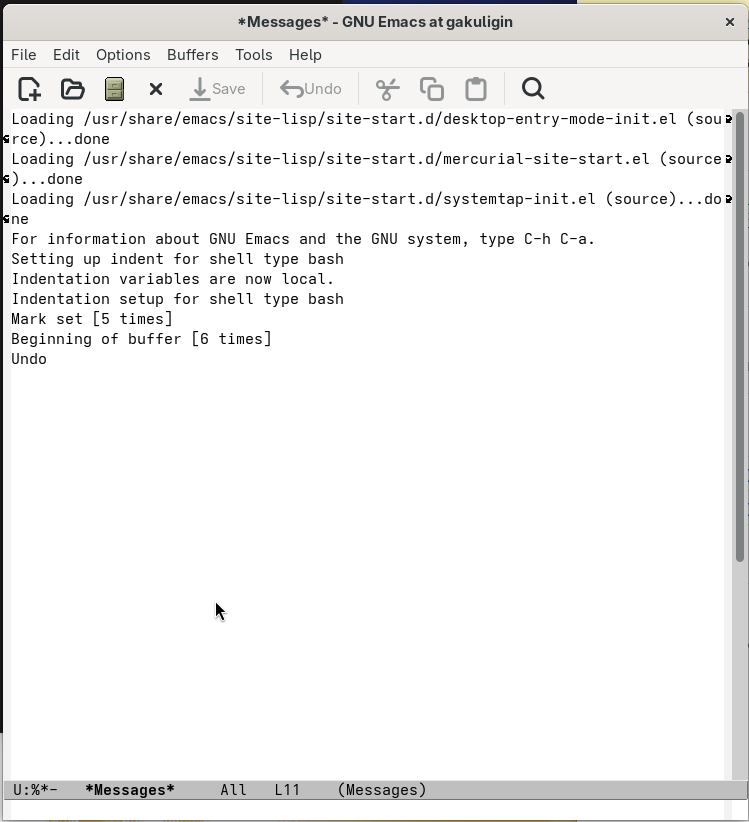 *Messages* - GNU Emacs at gakuligin
File Edit Options Buffers Tools Help
Save Undo
Loading /usr/share/emacs/site-lisp/site-start.d/desktop-entry-mode-init.el (sou
rce)...done
Loading /usr/share/emacs/site-lisp/site-start.d/mercurial-site-start.el (source
)...done
Loading /usr/share/emacs/site-lisp/site-start.d/systemtap-init.el (source)...do
ne
For information about GNU Emacs and the GNU system, type C-h C-a.
Setting up indent for shell type bash
Indentation variables are now local.
Indentation setup for shell type bash
Mark set [5 times]
Beginning of buffer [6 times]
Undo
U:%*- *Messages* All L11 (Messages)